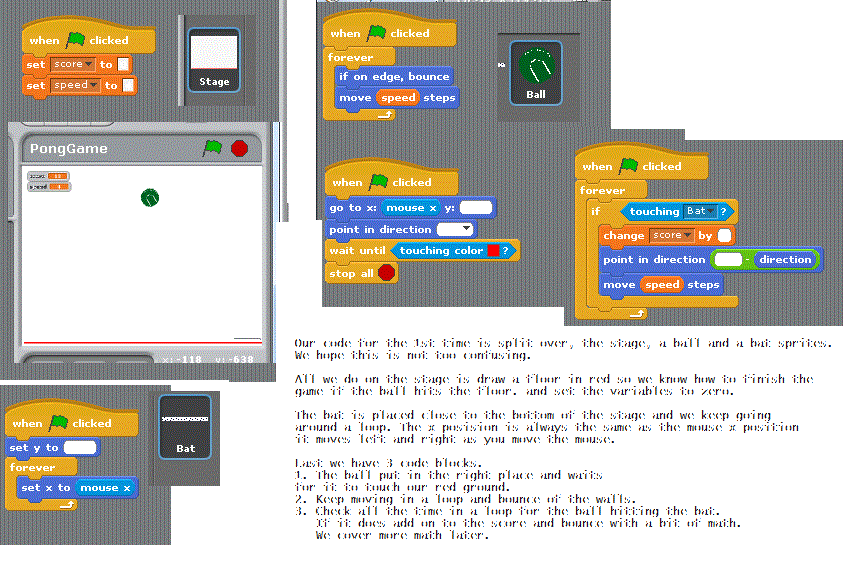 when clicked
set score to
set speed to
Stage
when clicked
forever
if on edge, bounce
move speed steps
Ball
PongGame
score
speed
x:-118 y:-638
when clicked
go to x: mouse x y:
point in direction
wait until touching color ?
stop all
when clicked
forever
if touching Bat ?
change score by
point in direction - direction
move speed steps
when clicked
set y to
forever
set x to mouse x
Bat
Our code for the 1st time is split over, the stage, a ball and a bat sprites.
We hope this is not too confusing.
All we do on the stage is draw a floor in red so we know how to finish the
game if the ball hits the floor. and set the variables to zero.
The bat is placed close to the bottom of the stage and we keep going
around a loop. The x posision is always the same as the mouse x position
it moves left and right as you move the mouse.
Last we have 3 code blocks.
1. The ball put in the right place and waits
for it to touch our red ground.
2. Keep moving in a loop and bounce of the walls.
3. Check all the time in a loop for the ball hitting the bat.
If it does add on to the score and bounce with a bit of math.
We cover more math later.